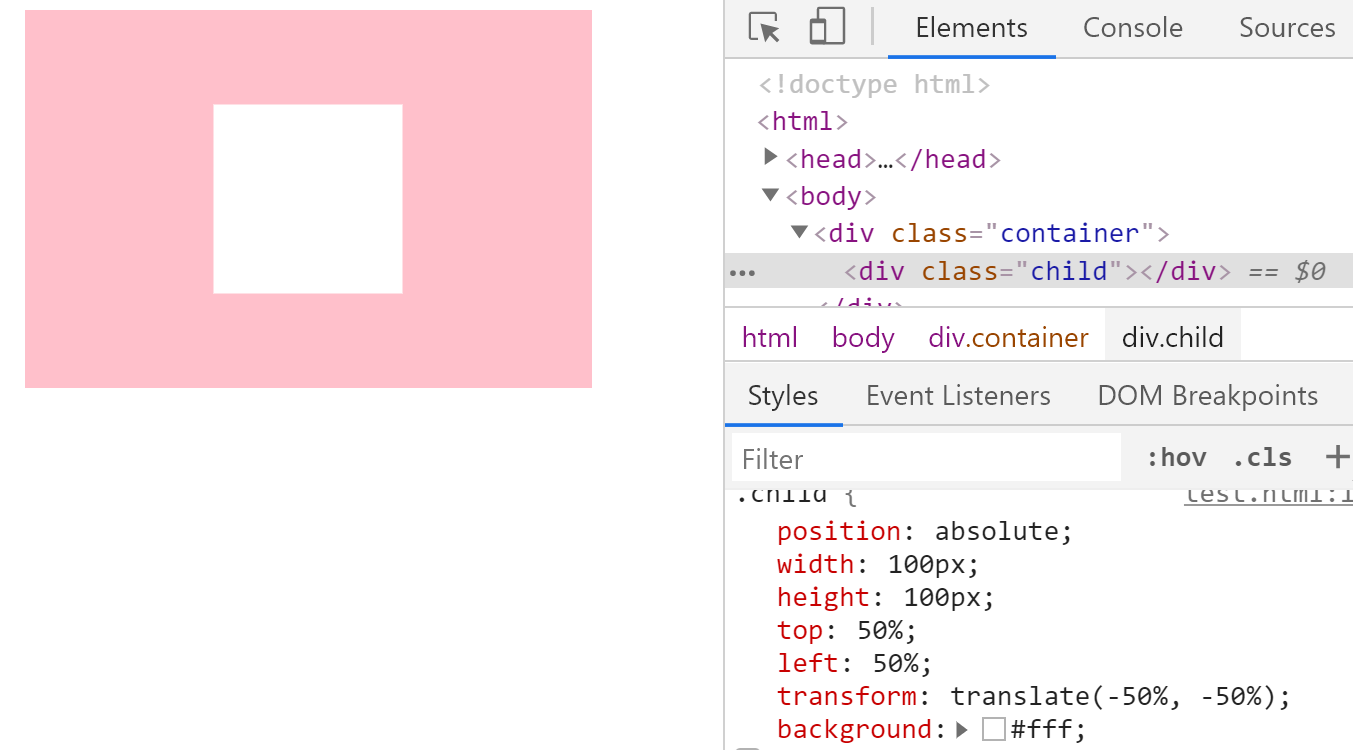 Elements Console Sources
<!doctype html>
<html>
<head>…</head>
<body>
<div class="container">
<div class="child"></div> == $0
</div>
html body div.container div.child
Styles Event Listeners DOM Breakpoints
Filter :hov .cls +
.child { test.html:1
position: absolute;
width: 100px;
height: 100px;
top: 50%;
left: 50%;
transform: translate(-50%, -50%);
background: #fff;